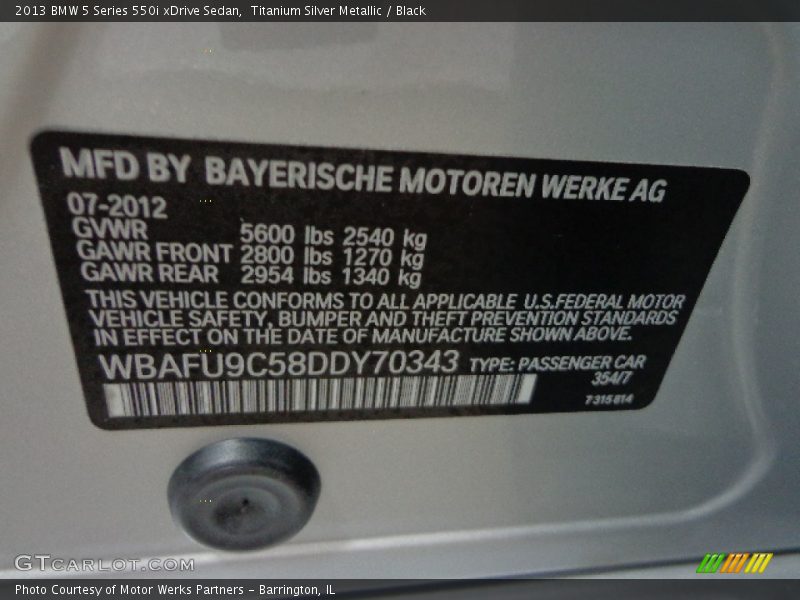 2013 BMW 5 Series 550i xDrive Sedan,  Titanium Silver Metallic / Black
MFD BY BAYERISCHE MOTOREN WERKE AG
07-2012
GVWR 5600 lbs 2540 kg
GAWR FRONT 2800 lbs 1270 kg
GAWR REAR 2954 lbs 1340 kg
THIS VEHICLE CONFORMS TO ALL APPLICABLE U.S.FEDERAL MOTOR
VEHICLE SAFETY, BUMPER AND THEFT PREVENTION STANDARDS
IN EFFECT ON THE DATE OF MANUFACTURE SHOWN ABOVE.
WBAFU9C58DDY70343 TYPE: PASSENGER CAR
354/7
7 315 814
GTCarLot.com
Photo Courtesy of Motor Werks Partners - Barrington, IL